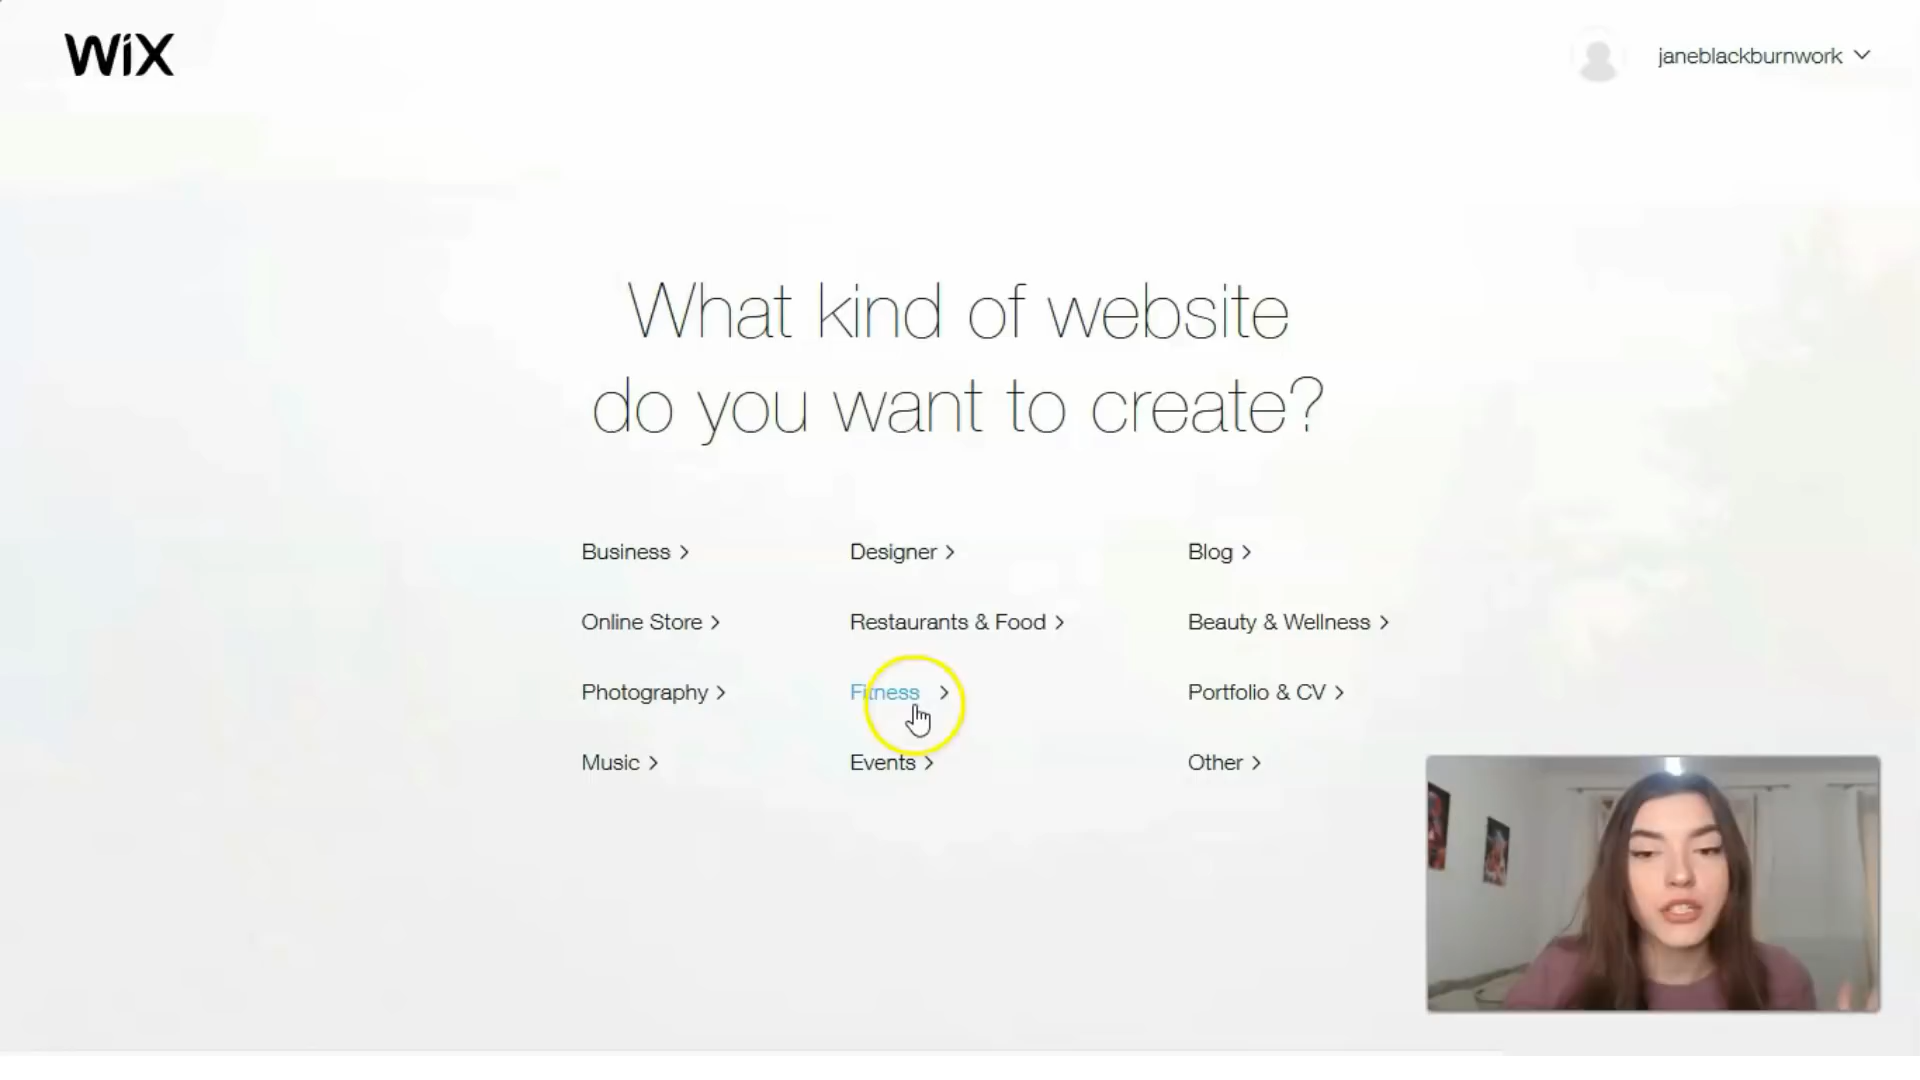 WiX
janeblackburnwork
What kind of website
do you want to create?
Business >
Designer >
Blog >
Online Store >
Restaurants & Food >
Beauty & Wellness >
Photography >
Fitness >
Portfolio & CV >
Music >
Events >
Other >